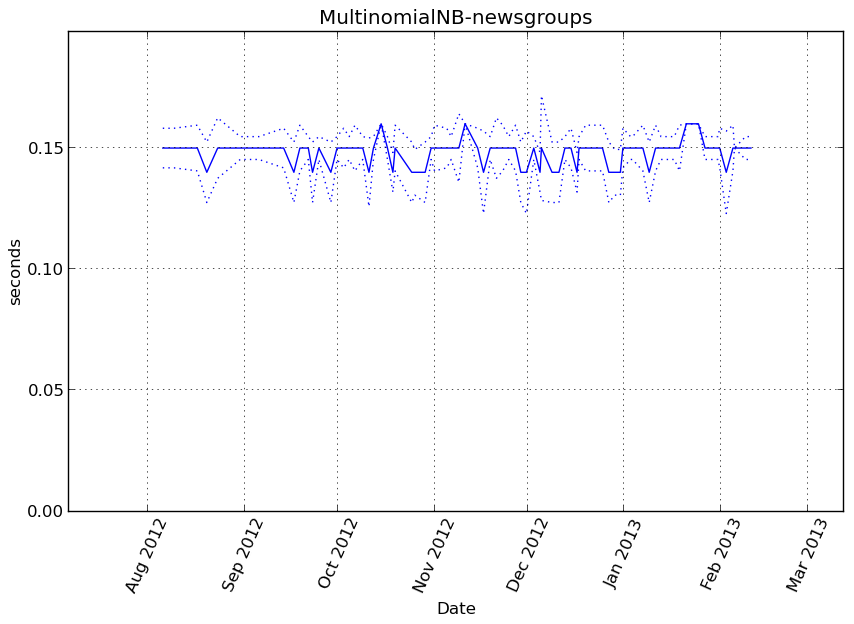 MultinomialNB-newsgroups
seconds
0.15
0.10
0.05
0.00
Aug 2012
Sep 2012
Oct 2012
Nov 2012
Dec 2012
Jan 2013
Feb 2013
Mar 2013
Date